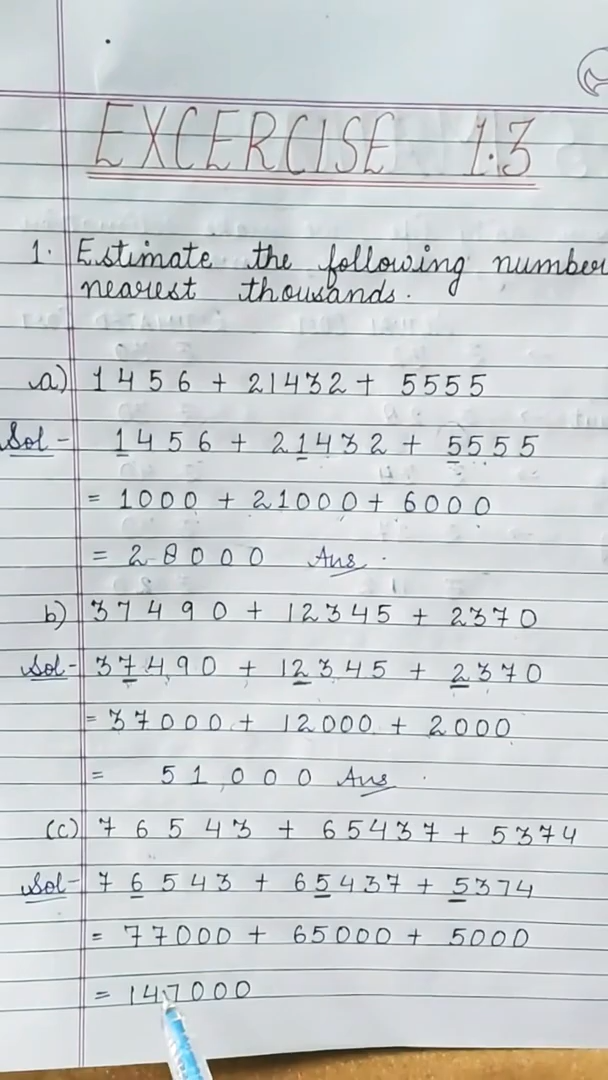 EXCERCISE 1.3
1. Estimate the following number
nearest thousands.
a) 1456 + 21432 + 5555
Sol - 1456 + 21432 + 5555
= 1000 + 21000 + 6000
= 28000 Ans.
b) 37490 + 12345 + 2370
Sol - 37490 + 12345 + 2370
= 37000 + 12000 + 2000
= 51,000 Ans.
(c) 76543 + 65437 + 5374
Sol - 76543 + 65437 + 5374
= 77000 + 65000 + 5000
= 147000